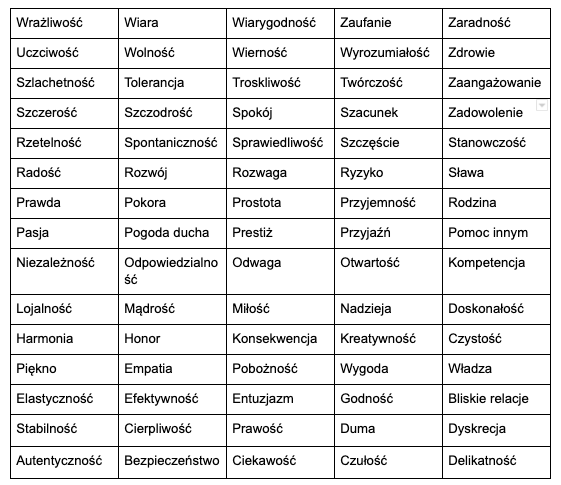 Wrażliwość Wiara Wiarygodność Zaufanie Zaradność
Uczciwość Wolność Wierność Wyrozumiałość Zdrowie
Szlachetność Tolerancja Troskliwość Twórczość Zaangażowanie
Szczerość Szczodrość Spokój Szacunek Zadowolenie
Rzetelność Spontaniczność Sprawiedliwość Szczęście Stanowczość
Radość Rozwój Rozwaga Ryzyko Sława
Prawda Pokora Prostota Przyjemność Rodzina
Pasja Pogoda ducha Prestiż Przyjaźń Pomoc innym
Niezależność Odpowiedzialno Odwaga Otwartość Kompetencja
ść
Lojalność Mądrość Miłość Nadzieja Doskonałość
Harmonia Honor Konsekwencja Kreatywność Czystość
Piękno Empatia Pobożność Wygoda Władza
Elastyczność Efektywność Entuzjazm Godność Bliskie relacje
Stabilność Cierpliwość Prawość Duma Dyskrecja
Autentyczność Bezpieczeństwo Ciekawość Czułość Delikatność